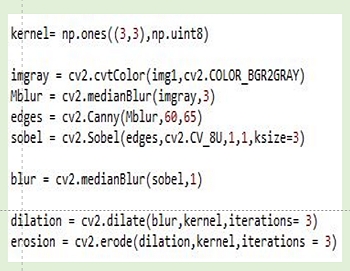 kernel= np.ones((3,3),np.uint8)
imgray = cv2.cvtColor(img1,cv2.COLOR_BGR2GRAY)
Mblur = cv2.medianBlur(imgray,3)
edges = cv2.Canny(Mblur,60,65)
sobel = cv2.Sobel(edges,cv2.CV_8U,1,1,ksize=3)
blur = cv2.medianBlur(sobel,1)
dilation = cv2.dilate(blur,kernel,iterations= 3)
erosion = cv2.erode(dilation,kernel,iterations = 3)